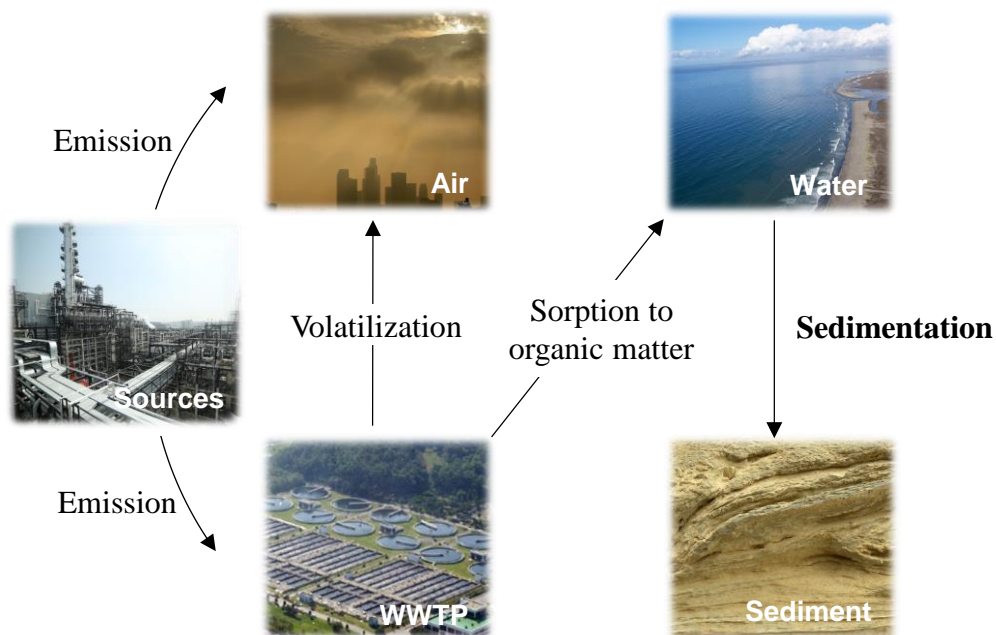 Emission
Air
Water
Sources
Volatilization
Sorption to
organic matter
Sedimentation
Emission
WWTP
Sediment